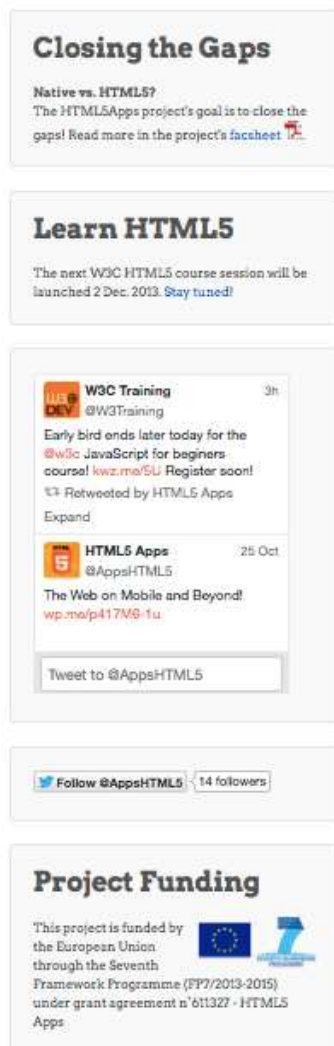 Closing the Gaps
Native vs. HTML5?
The HTML5Apps project's goal is to close the
gaps! Read more in the project's facsheet
Learn HTML5
The next W3C HTML5 course session will be
launched 2 Dec. 2013. Stay tuned!
W3C Training 3h
@W3Training
Early bird ends later today for the
@w3c JavaScript for beginers
course! kwz.me/5U Register soon!
Retweeted by HTML5 Apps
Expand
HTML5 Apps 25 Oct
@AppsHTML5
The Web on Mobile and Beyond!
wp.me/p417M6-1u
Tweet to @AppsHTML5
Follow @AppsHTML5 14 followers
Project Funding
This project is funded by
the European Union
through the Seventh
Framework Programme (FP7/2013-2015)
under grant agreement n°611327 - HTML5
Apps